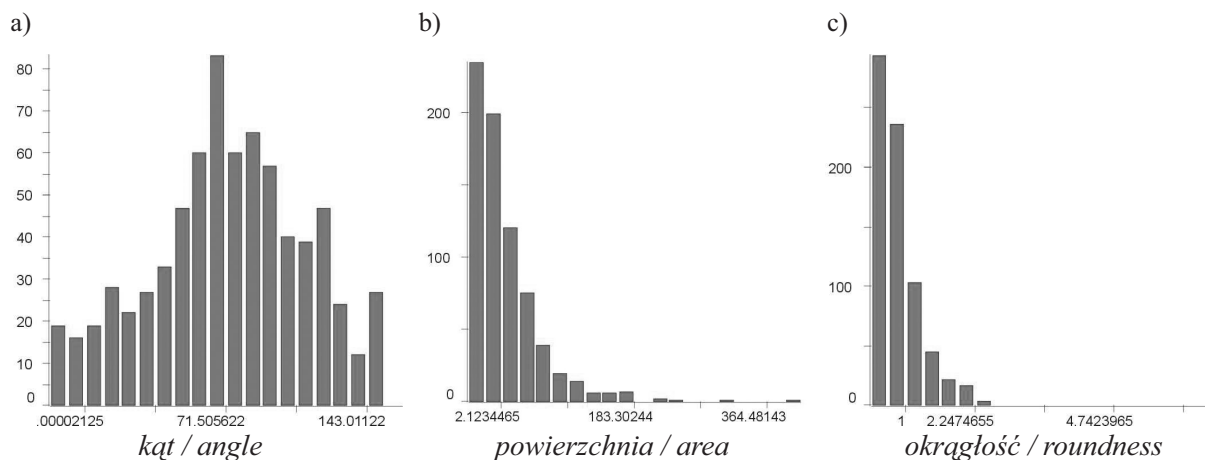 a)
80
70
60
50
40
30
20
10
0
.00002125 71.505622 143.01122
kąt / angle
b)
200
100
0
2.1234465 183.30244 364.48143
powierzchnia / area
c)
200
100
0
1 2.2474655 4.7423965
okrągłość / roundness